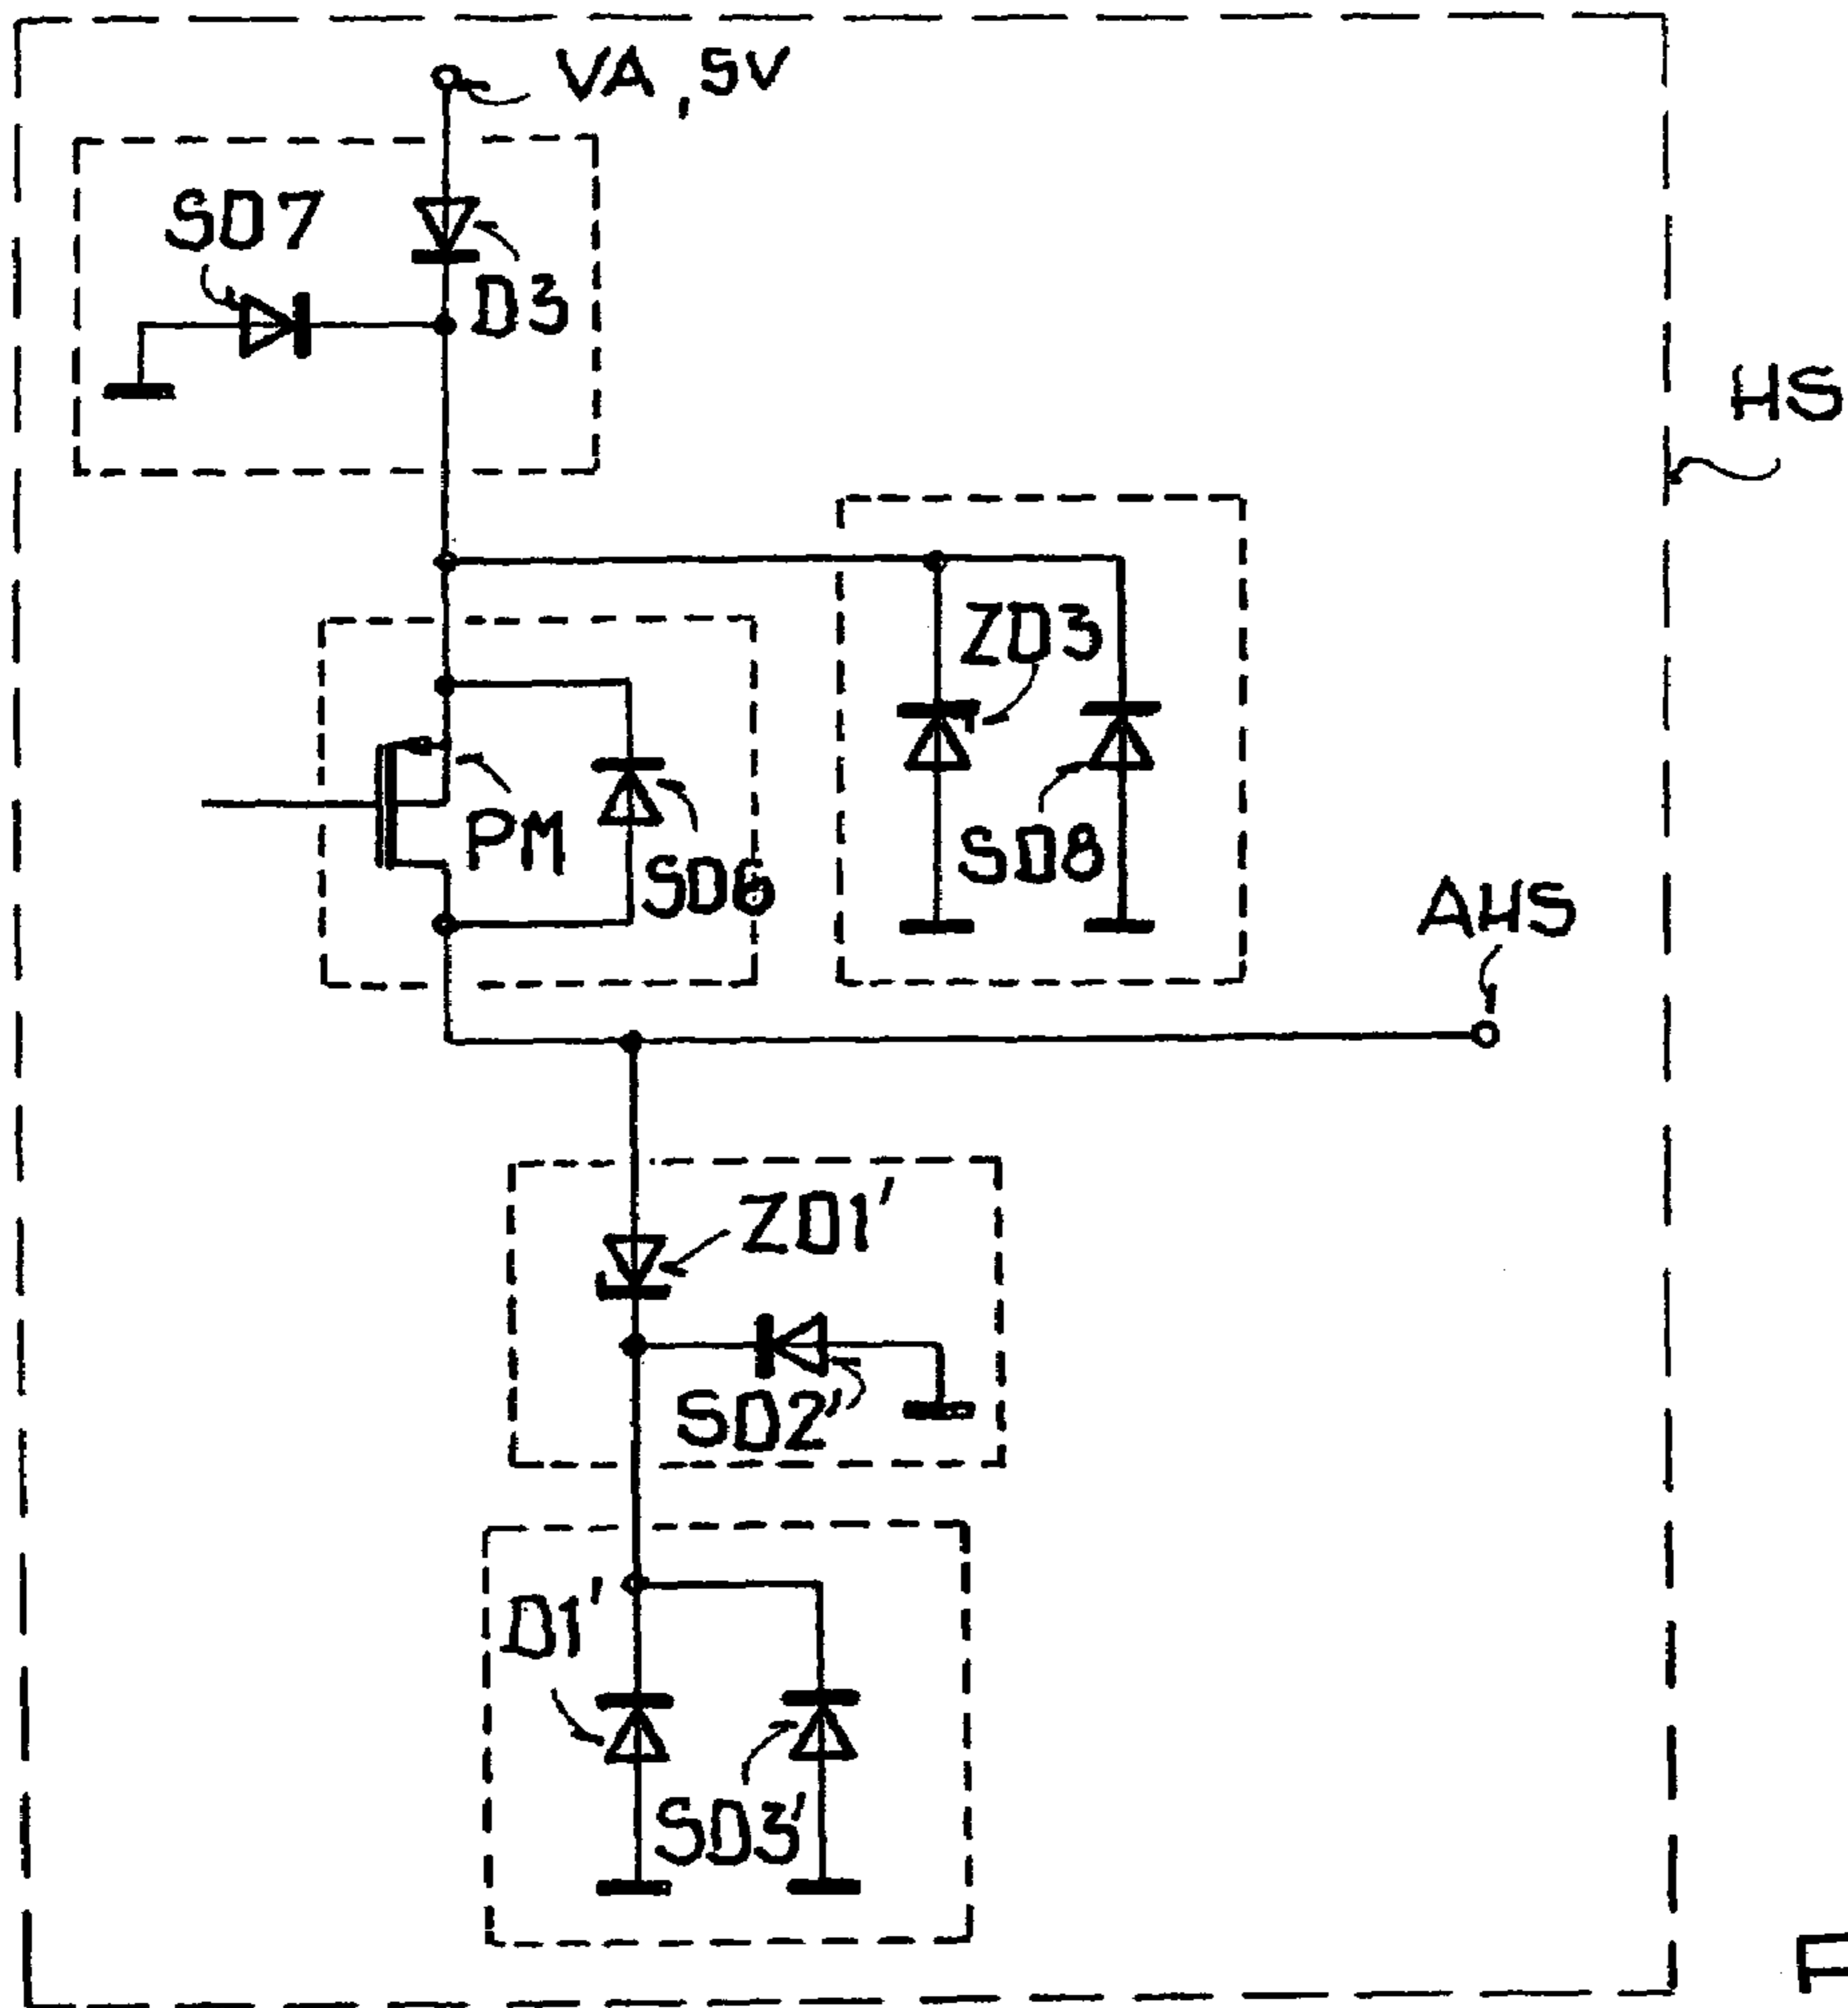 VA, 5V
SD7
D3
HS
ZD3
PM
SD6
SD8
AHS
ZD1'
SD2'
D1'
SD3'
F